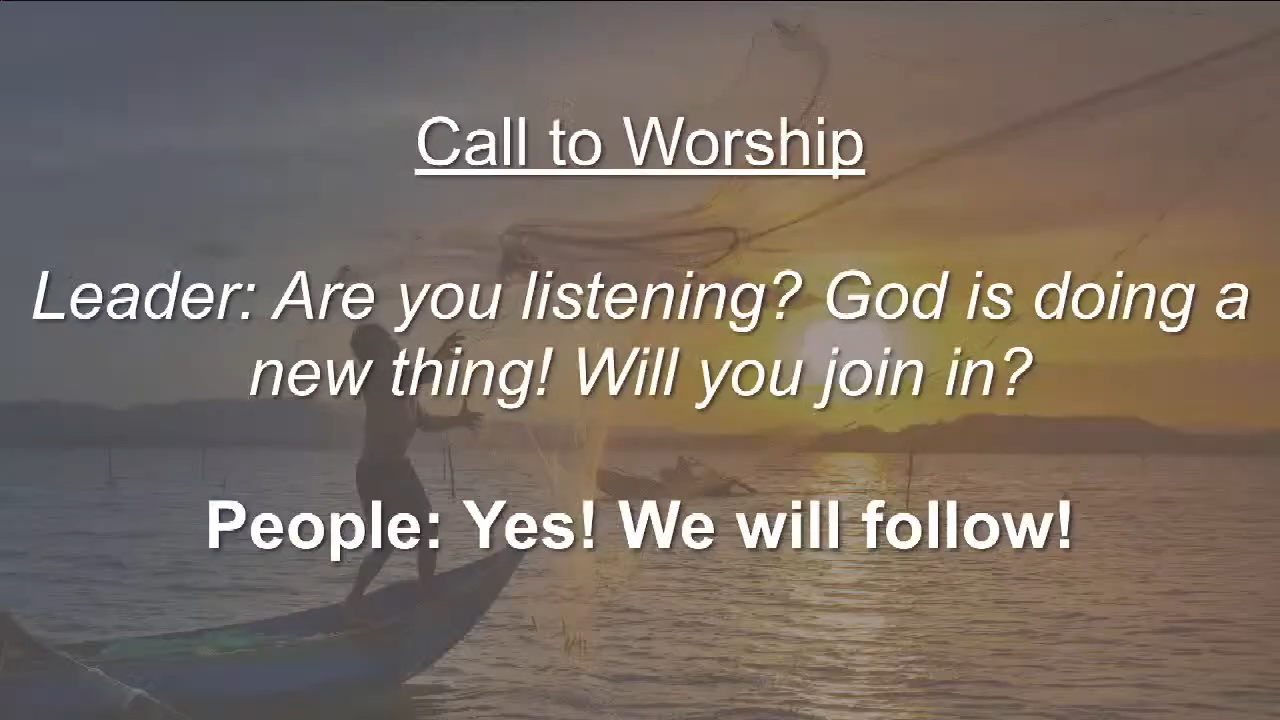 Call to Worship
Leader: Are you listening? God is doing a
new thing! Will you join in?
People: Yes! We will follow!